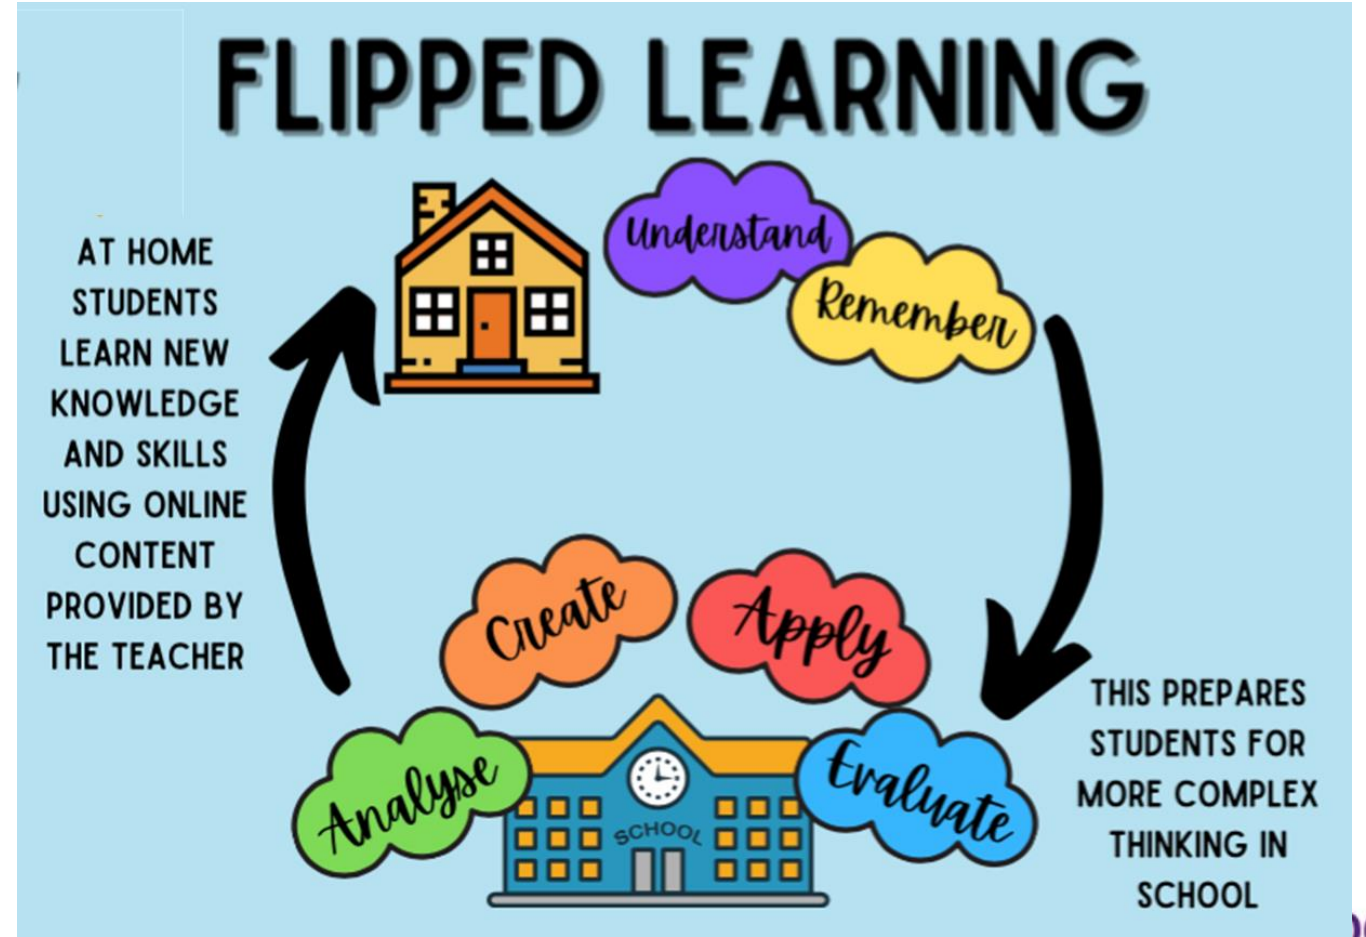 FLIPPED LEARNING
Understand
Remember
AT HOME
STUDENTS
LEARN NEW
KNOWLEDGE
AND SKILLS
USING ONLINE
CONTENT
PROVIDED BY
THE TEACHER
Create
Apply
Analyse
Evaluate
SCHOOL
THIS PREPARES
STUDENTS FOR
MORE COMPLEX
THINKING IN
SCHOOL